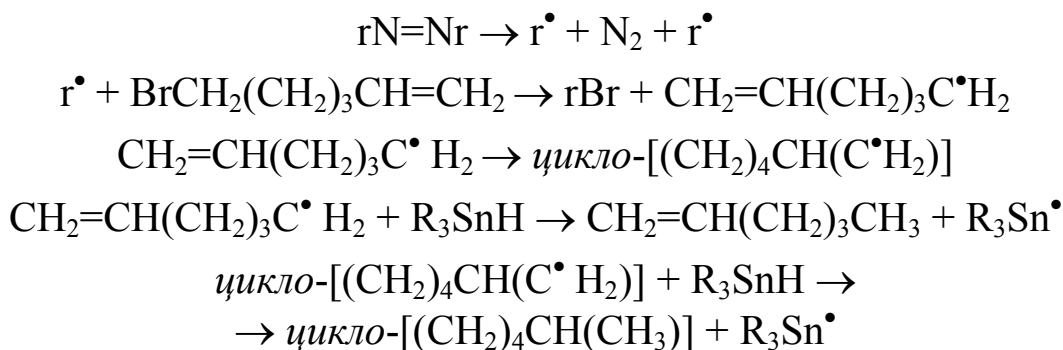 rN=Nr → r• + N₂ + r•
r• + BrCH₂(CH₂)₃CH=CH₂ → rBr + CH₂=CH(CH₂)₃C•H₂
CH₂=CH(CH₂)₃C• H₂ → цикло-[(CH₂)₄CH(C•H₂)]
CH₂=CH(CH₂)₃C• H₂ + R₃SnH → CH₂=CH(CH₂)₃CH₃ + R₃Sn•
цикло-[(CH₂)₄CH(C• H₂)] + R₃SnH →
→ цикло-[(CH₂)₄CH(CH₃)] + R₃Sn•